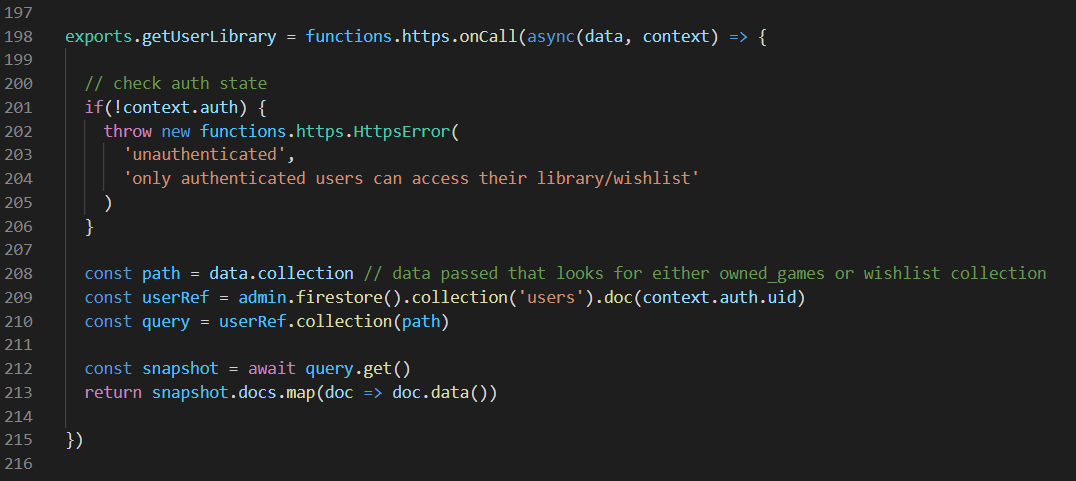 197
198 exports.getUserLibrary = functions.https.onCall(async(data, context) => {
199
200 // check auth state
201 if(!context.auth) {
202 throw new functions.https.HttpsError(
203 'unauthenticated',
204 'only authenticated users can access their library/wishlist'
205 )
206 }
207
208 const path = data.collection // data passed that looks for either owned_games or wishlist collection
209 const userRef = admin.firestore().collection('users').doc(context.auth.uid)
210 const query = userRef.collection(path)
211
212 const snapshot = await query.get()
213 return snapshot.docs.map(doc => doc.data())
214
215 })
216